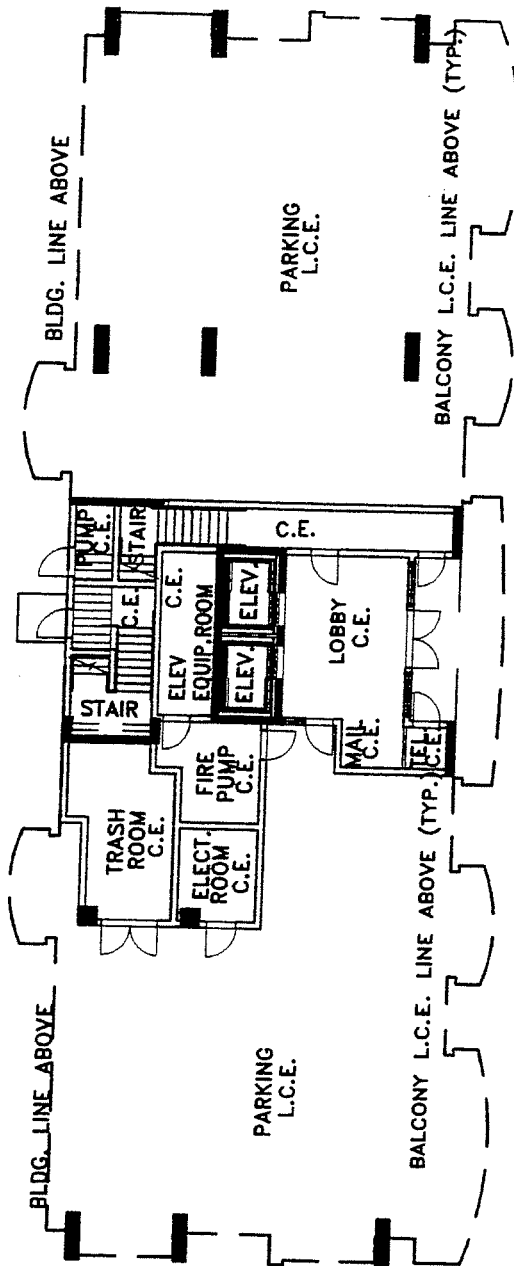 BLDG. LINE ABOVE
PARKING
L.C.E.
BALCONY L.C.E. LINE ABOVE (TYP.)
PUMP
C.E.
STAIR
C.E.
C.E.
STAIR
ELEV
EQUIP. ROOM
C.E.
ELEV.
ELEV.
LOBBY
C.E.
MAIL
C.E.
TEL
C.E.
FIRE
PUMP
C.E.
TRASH
ROOM
C.E.
ELECT.
ROOM
C.E.
BLDG. LINE ABOVE
PARKING
L.C.E.
BALCONY L.C.E. LINE ABOVE (TYP.)